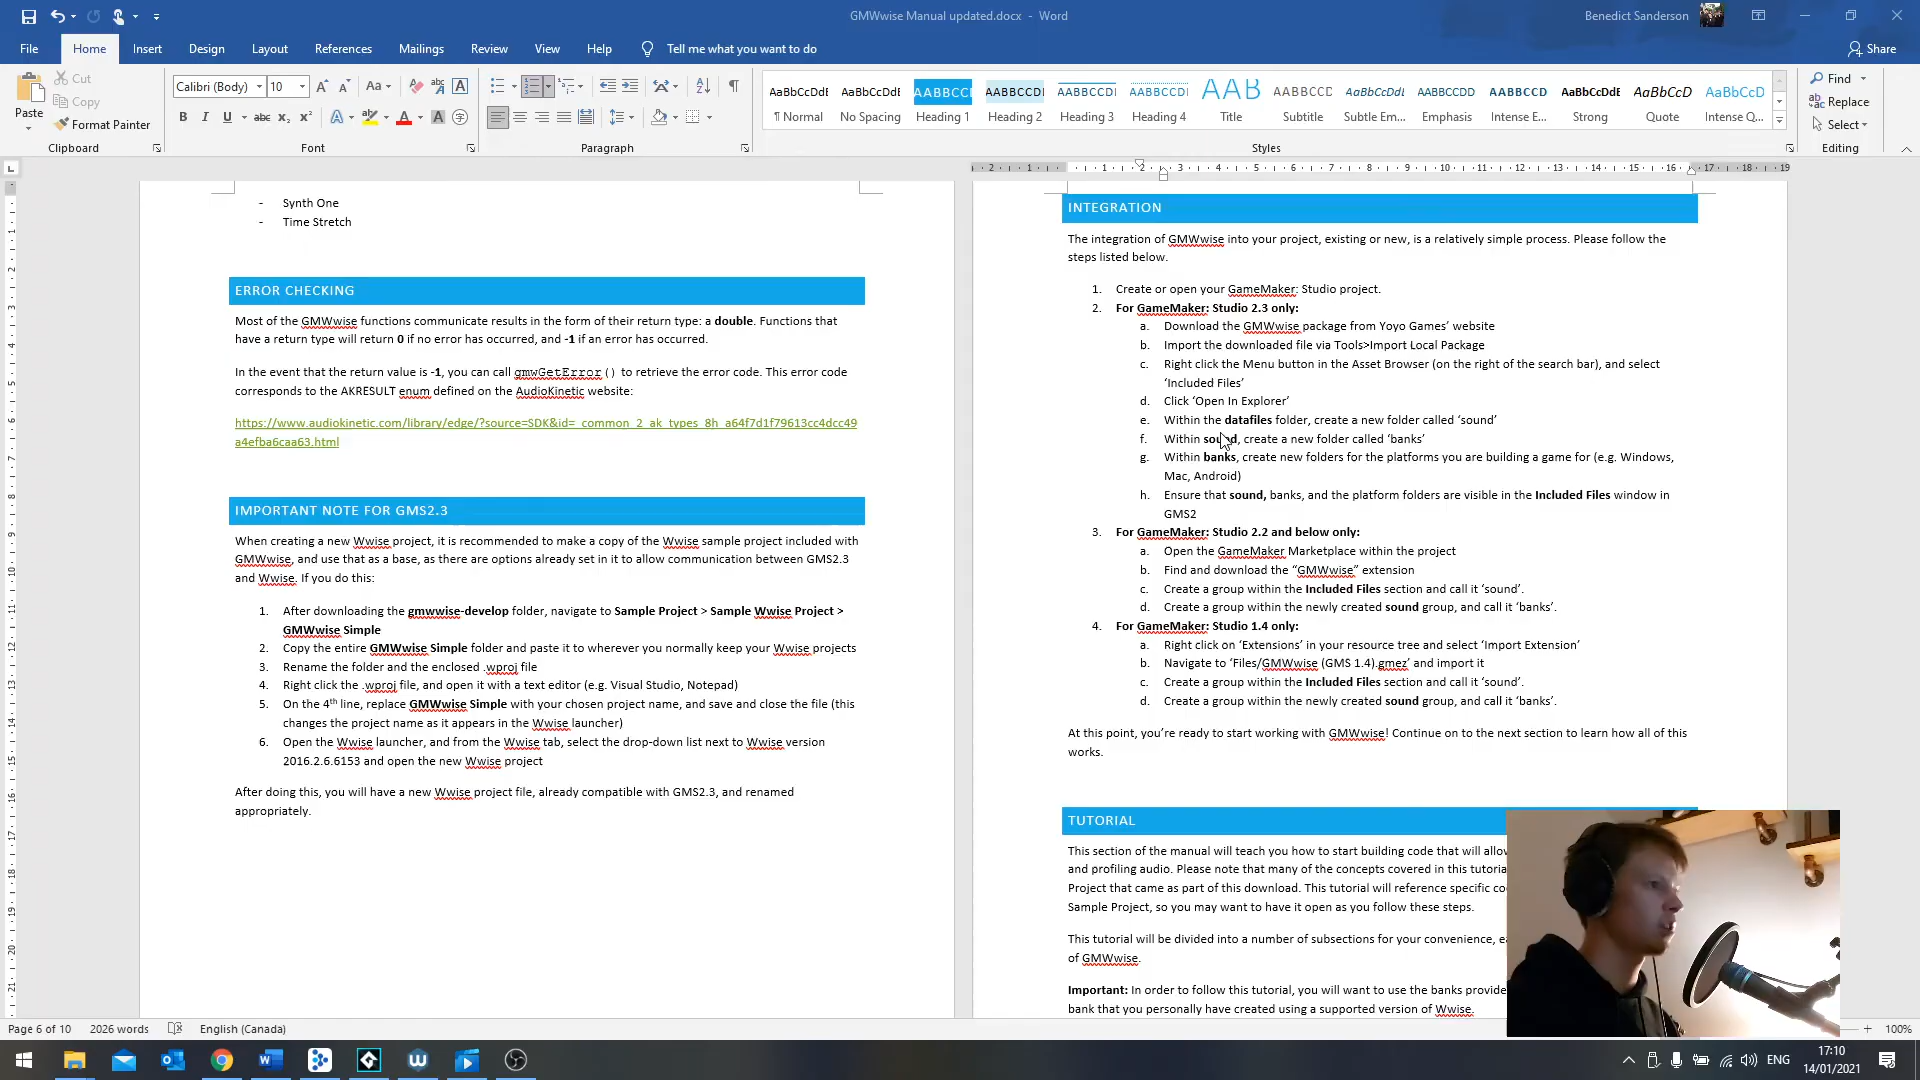 GMWwise Manual updated.docx - Word
Benedict Sanderson
File Home Insert Design Layout References Mailings Review View Help Tell me what you want to do
Share
Paste
Cut
Copy
Format Painter
Clipboard
Calibri (Body) 10
Font
Paragraph
AaBbCcDdE AaBbCcDdE AABBCCI AABBCCDI AABBCCDI AABBCCDI AAB AABBCCD AaBbCcDdE AABBCCDD AABBCCD AaBbCcDdE AaBbCcD AaBbCcD
¶ Normal No Spacing Heading 1 Heading 2 Heading 3 Heading 4 Title Subtitle Subtle Em... Emphasis Intense E... Strong Quote Intense Q...
Styles
Find
Replace
Select
Editing
- Synth One
- Time Stretch
ERROR CHECKING
Most of the GMWwise functions communicate results in the form of their return type: a double. Functions that
have a return type will return 0 if no error has occurred, and -1 if an error has occurred.
In the event that the return value is -1, you can call gmwGetError() to retrieve the error code. This error code
corresponds to the AKRESULT enum defined on the AudioKinetic website:
https://www.audiokinetic.com/library/edge/?source=SDK&id=_common_2_ak_types_8h_a64f7d1f79613cc4dcc49
a4efba6caa63.html
IMPORTANT NOTE FOR GMS2.3
When creating a new Wwise project, it is recommended to make a copy of the Wwise sample project included with
GMWwise, and use that as a base, as there are options already set in it to allow communication between GMS2.3
and Wwise. If you do this:
1. After downloading the gmwwise-develop folder, navigate to Sample Project > Sample Wwise Project >
GMWwise Simple
2. Copy the entire GMWwise Simple folder and paste it to wherever you normally keep your Wwise projects
3. Rename the folder and the enclosed .wproj file
4. Right click the .wproj file, and open it with a text editor (e.g. Visual Studio, Notepad)
5. On the 4th line, replace GMWwise Simple with your chosen project name, and save and close the file (this
changes the project name as it appears in the Wwise launcher)
6. Open the Wwise launcher, and from the Wwise tab, select the drop-down list next to Wwise version
2016.2.6.6153 and open the new Wwise project
After doing this, you will have a new Wwise project file, already compatible with GMS2.3, and renamed
appropriately.
INTEGRATION
The integration of GMWwise into your project, existing or new, is a relatively simple process. Please follow the
steps listed below.
1. Create or open your GameMaker: Studio project.
2. For GameMaker: Studio 2.3 only:
a. Download the GMWwise package from Yoyo Games’ website
b. Import the downloaded file via Tools>Import Local Package
c. Right click the Menu button in the Asset Browser (on the right of the search bar), and select
‘Included Files’
d. Click ‘Open In Explorer’
e. Within the datafiles folder, create a new folder called ‘sound’
f. Within sound, create a new folder called ‘banks’
g. Within banks, create new folders for the platforms you are building a game for (e.g. Windows,
Mac, Android)
h. Ensure that sound, banks, and the platform folders are visible in the Included Files window in
GMS2
3. For GameMaker: Studio 2.2 and below only:
a. Open the GameMaker Marketplace within the project
b. Find and download the “GMWwise” extension
c. Create a group within the Included Files section and call it ‘sound’.
d. Create a group within the newly created sound group, and call it ‘banks’.
4. For GameMaker: Studio 1.4 only:
a. Right click on ‘Extensions’ in your resource tree and select ‘Import Extension’
b. Navigate to ‘Files/GMWwise (GMS 1.4).gmez’ and import it
c. Create a group within the Included Files section and call it ‘sound’.
d. Create a group within the newly created sound group, and call it ‘banks’.
At this point, you’re ready to start working with GMWwise! Continue on to the next section to learn how all of this
works.
TUTORIAL
This section of the manual will teach you how to start building code that will allow
and profiling audio. Please note that many of the concepts covered in this tutoria
Project that came as part of this download. This tutorial will reference specific co
Sample Project, so you may want to have it open as you follow these steps.
This tutorial will be divided into a number of subsections for your convenience, ea
of GMWwise.
Important: In order to follow this tutorial, you will want to use the banks provide
bank that you personally have created using a supported version of Wwise.
Page 6 of 10 2026 words English (Canada)
100%
ENG
17:10
14/01/2021